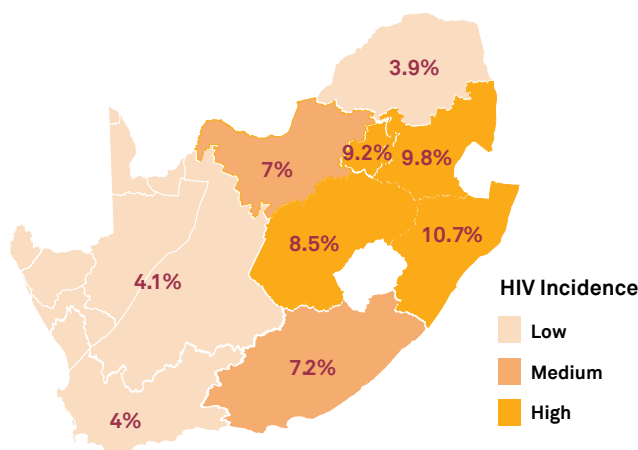 3.9%
9.2%
9.8%
7%
10.7%
8.5%
4.1%
HIV Incidence
Low
Medium
7.2%
High
4%